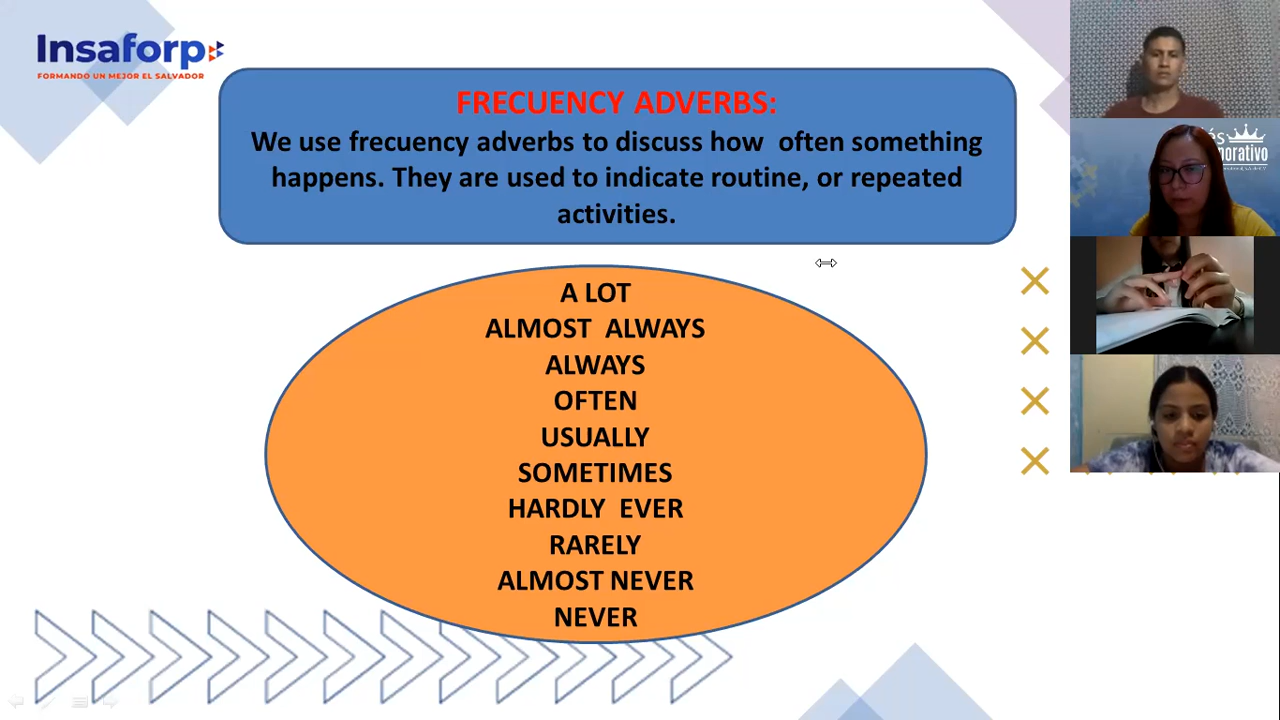 Insaforp
FORMANDO UN MEJOR EL SALVADOR
FRECUENCY ADVERBS:
We use frecuency adverbs to discuss how often something
happens. They are used to indicate routine, or repeated
activities.
A LOT
ALMOST ALWAYS
ALWAYS
OFTEN
USUALLY
SOMETIMES
HARDLY EVER
RARELY
ALMOST NEVER
NEVER